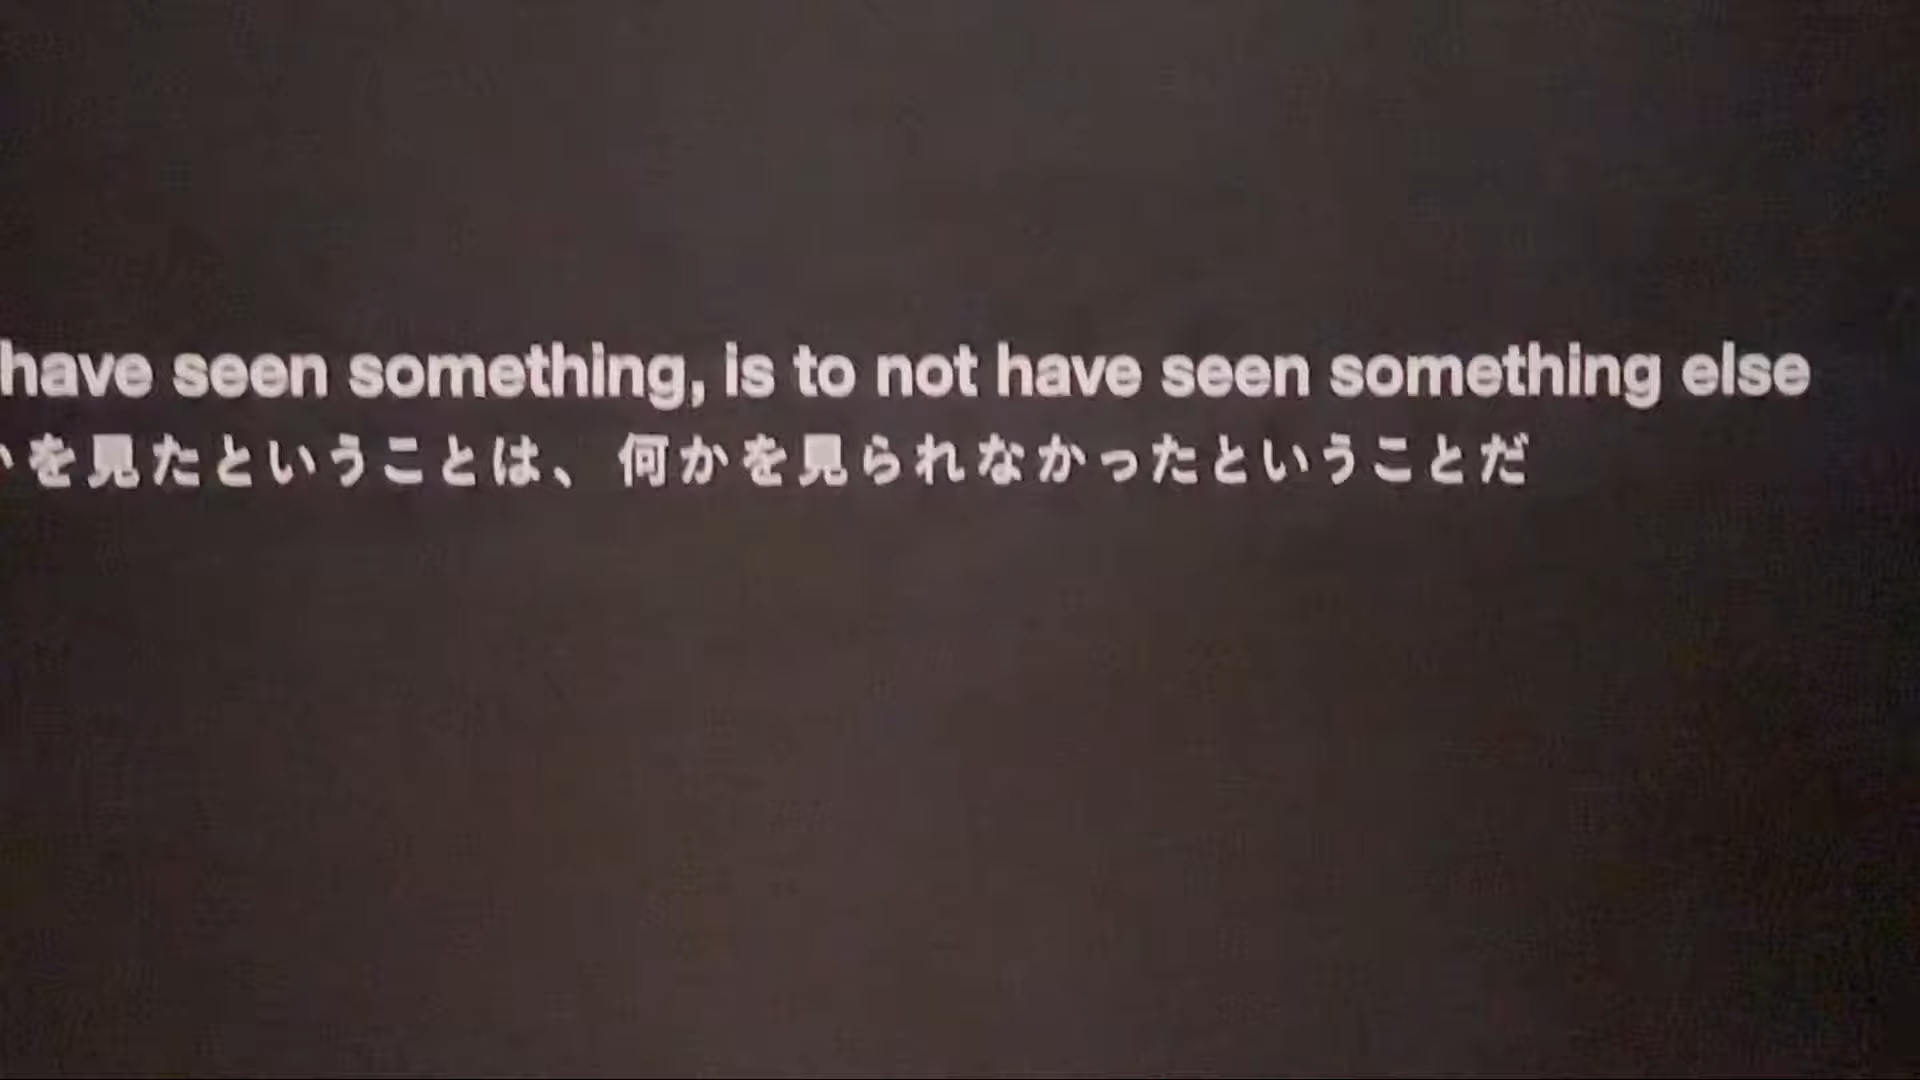 have seen something, is to not have seen something else
を見たということは、何かを見られなかったということだ